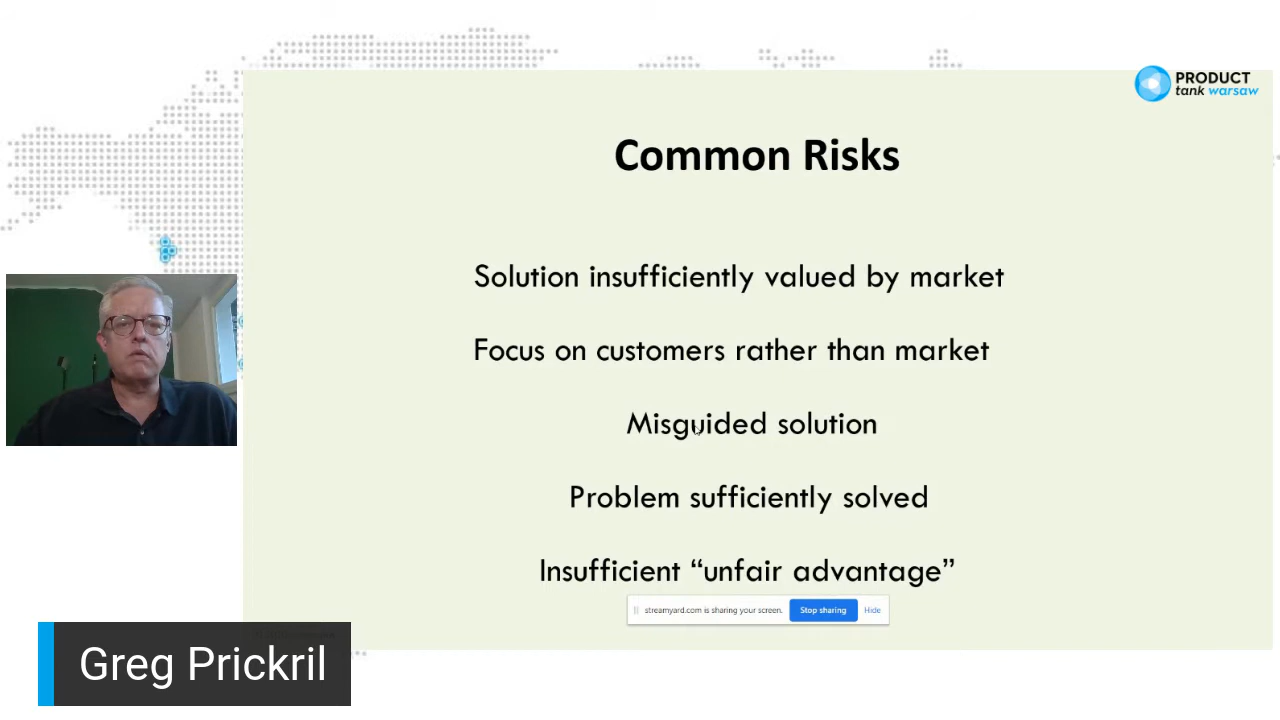 PRODUCT
tank warsaw
Common Risks
Solution insufficiently valued by market
Focus on customers rather than market
Misguided solution
Problem sufficiently solved
Insufficient “unfair advantage”
streamyard.com is sharing your screen.
Stop sharing
Hide
Greg Prickril